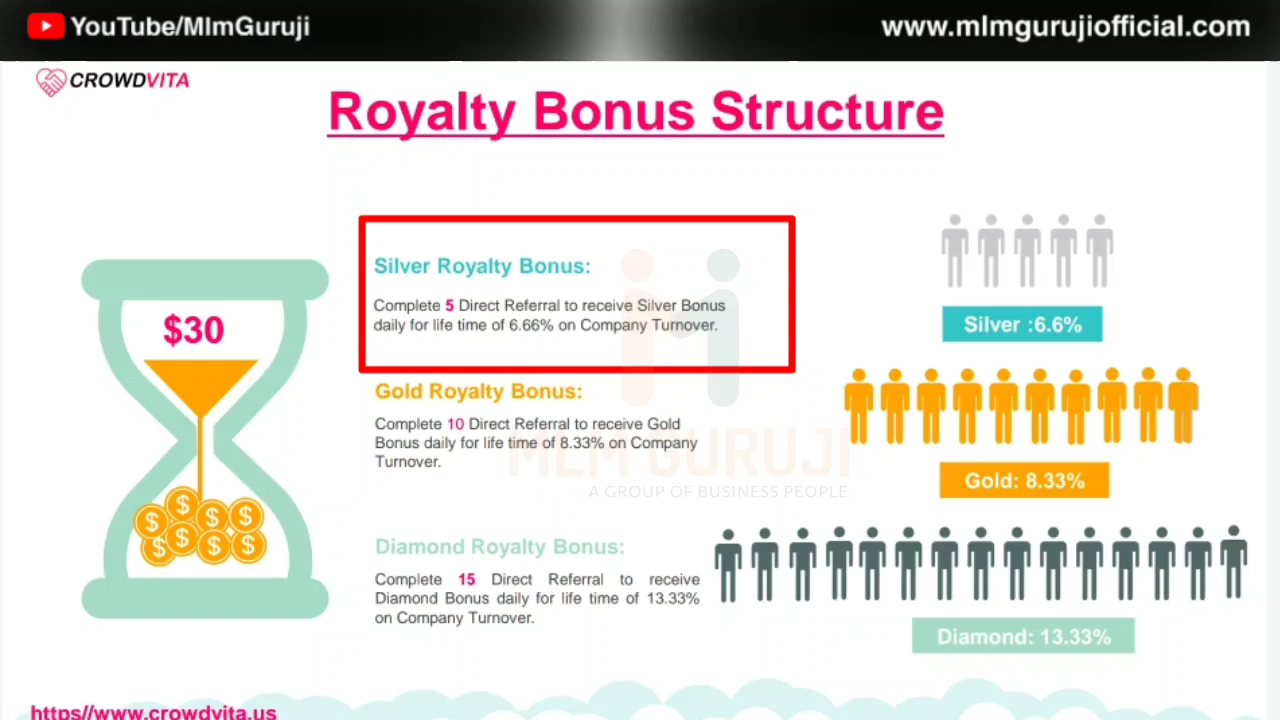 YouTube/MlmGuruji
www.mlmgurujiofficial.com
CROWDVITA
Royalty Bonus Structure
$30
Silver Royalty Bonus:
Complete 5 Direct Referral to receive Silver Bonus
daily for life time of 6.66% on Company Turnover.
Silver :6.6%
Gold Royalty Bonus:
Complete 10 Direct Referral to receive Gold
Bonus daily for life time of 8.33% on Company
Turnover.
Gold: 8.33%
MLM GURUJI
A GROUP OF BUSINESS PEOPLE.
$ $ $ $ $ $ $ $
Diamond Royalty Bonus:
Complete 15 Direct Referral to receive
Diamond Bonus daily for life time of 13.33%
on Company Turnover.
Diamond: 13.33%
https//www.crowdvita.us